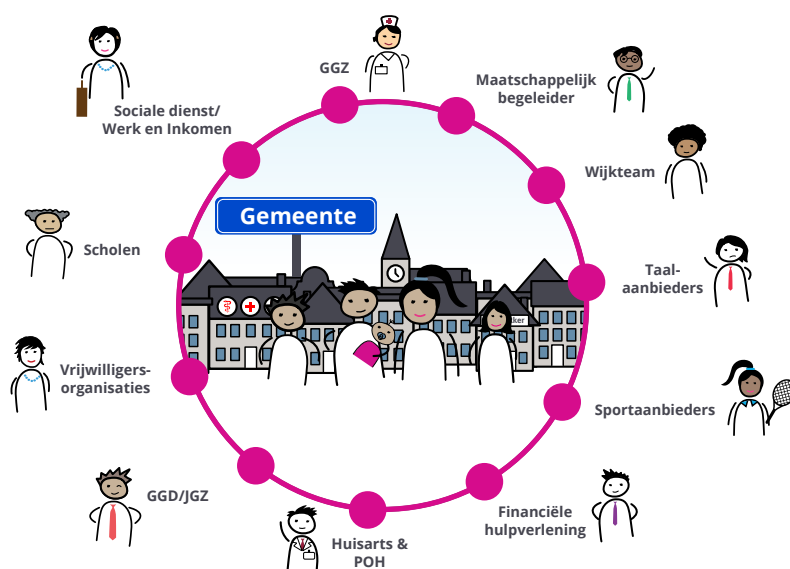 GGZ
Maatschappelijk
begeleider
Sociale dienst/
Werk en Inkomen
Wijkteam
Gemeente
Scholen
Taal-
aanbieders
Vrijwilligers-
organisaties
Sportaanbieders
GGD/JGZ
Financiële
hulpverlening
Huisarts &
POH